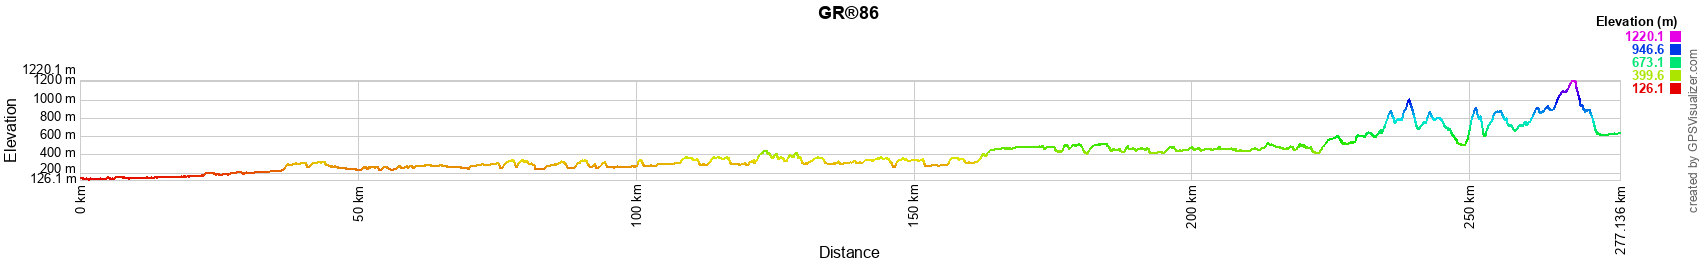 GR®86
Elevation (m)
1220.1
946.6
673.1
399.6
126.1
1220.1 m
1200 m
1000 m
800 m
600 m
400 m
200 m
126.1 m
Elevation
0 km
50 km
100 km
150 km
200 km
250 km
277.136 km
Distance
created by GPSVisualizer.com